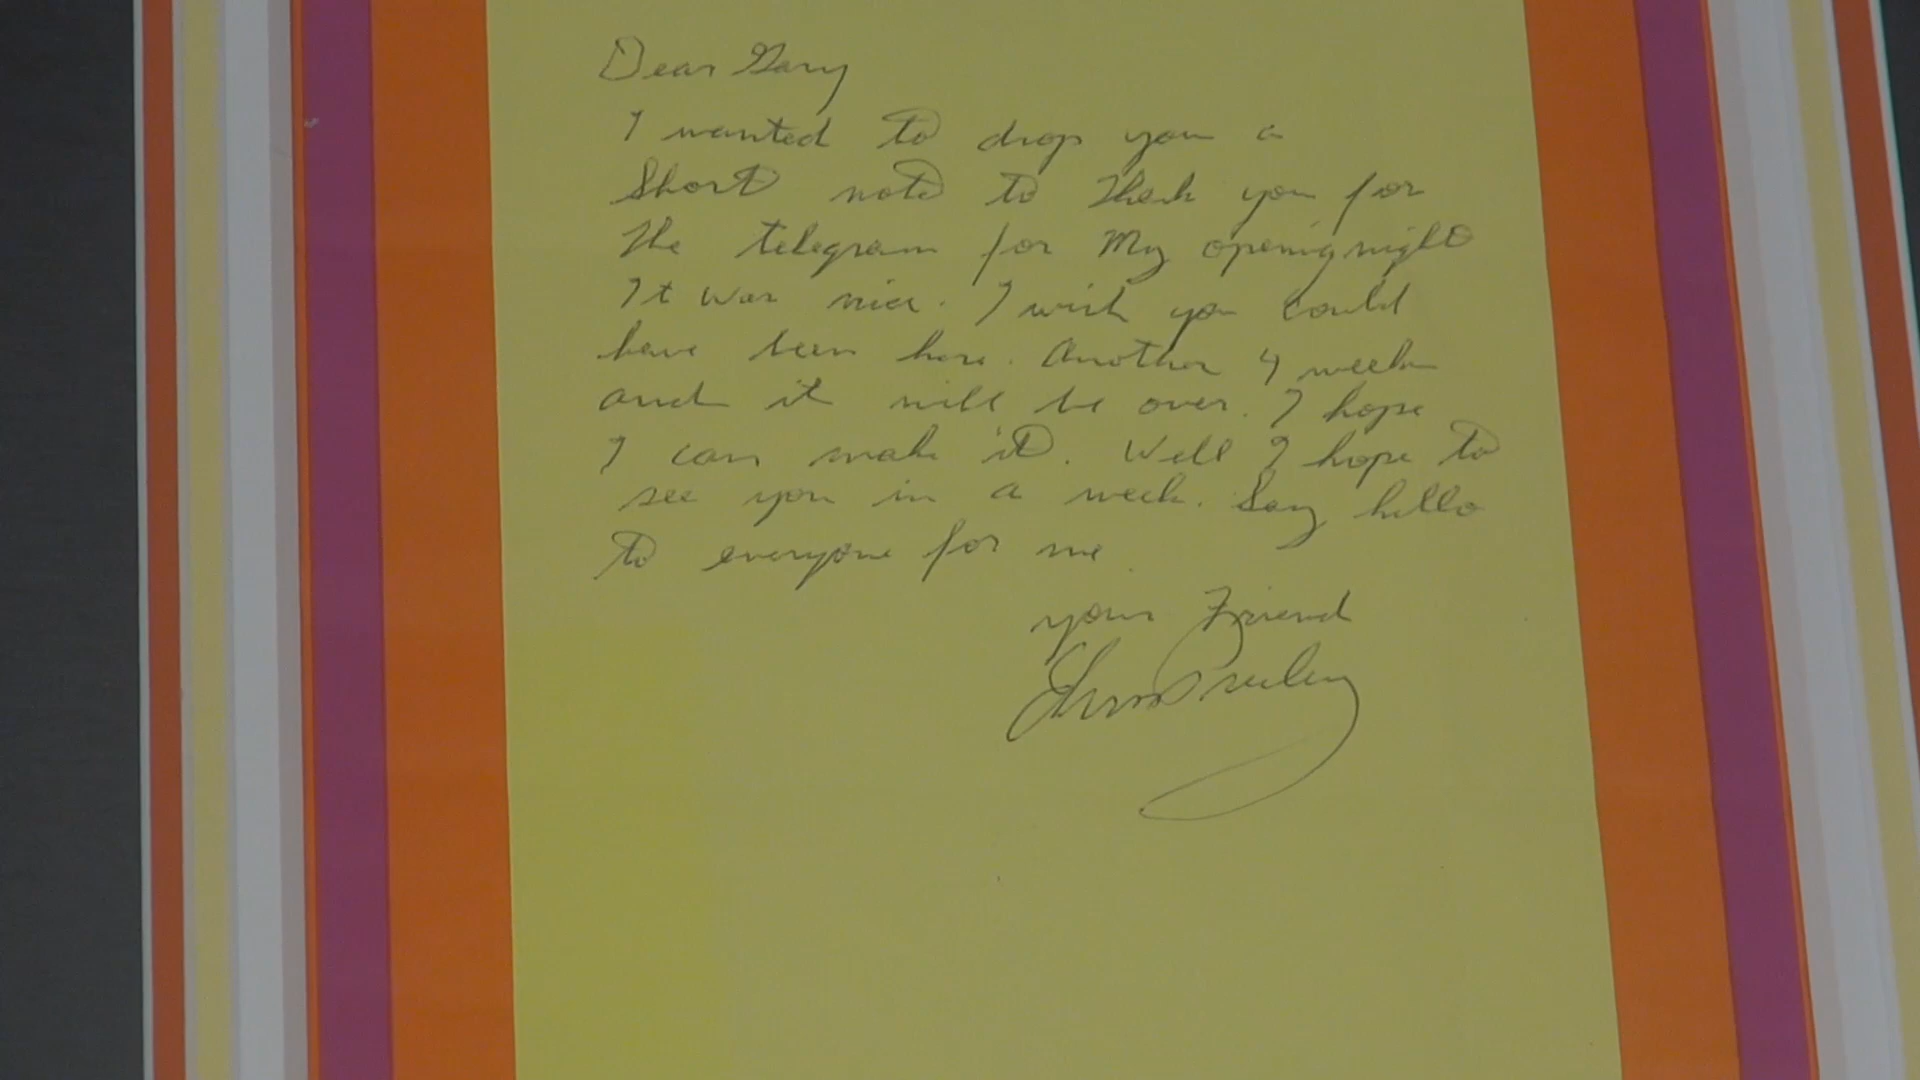 Dear Gary
I wanted to drop you a
Short note to Thank you for
The telegram for My openig night
It was nice. I wish you could
have been here. Another 4 weeks
and it will be over. I hope
I can make it. Well I hope to
see you in a week. Say hello
to everyone for me.
your Friend
Elvis Presley